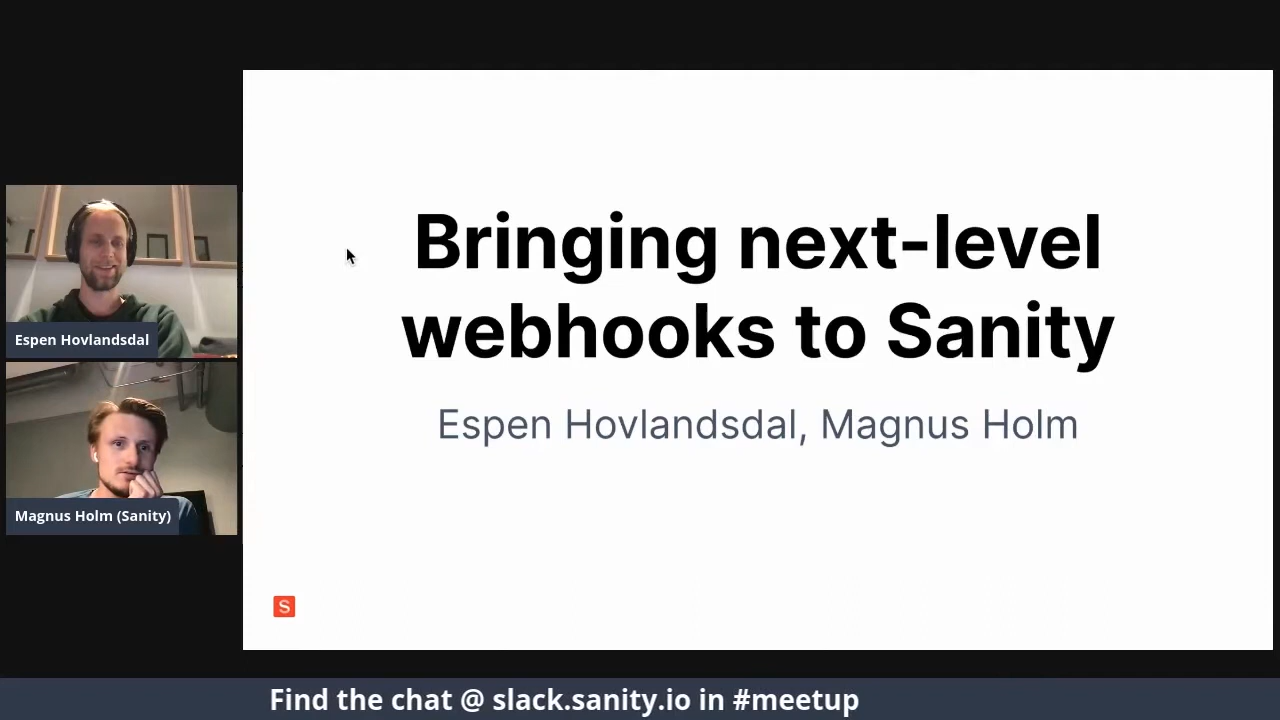 Bringing next-level
webhooks to Sanity
Espen Hovlandsdal, Magnus Holm
Espen Hovlandsdal
Magnus Holm (Sanity)
S
Find the chat @ slack.sanity.io in #meetup